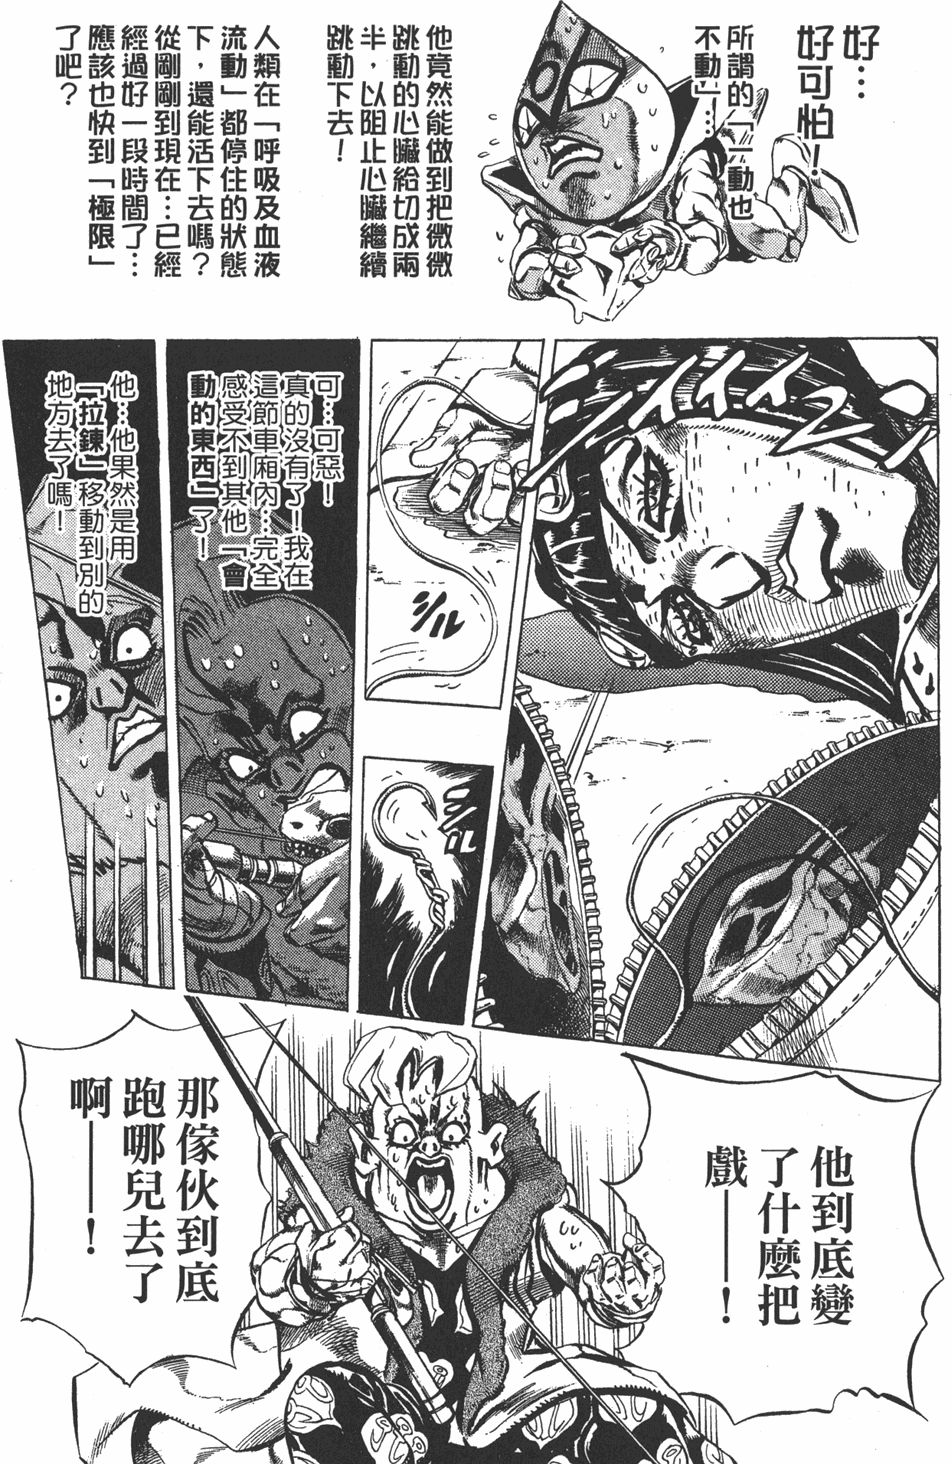 好…
好可怕！
所謂的「一動也
不動」…
他竟然能做到把微微
跳動的心臟給切成兩
半，以阻止心臟繼續
跳動下去！
人類在「呼吸及血液
流動」都停住的狀態
下，還能活下去嗎？
從剛剛到現在…已經
經過好一段時間了…
應該也快到「極限」
了吧？
シルル
ミルル
可…可惡！
真的沒有了！我在
這節車廂內…完全
感受不到其他「會
動的東西」了！
他…他果然是用
「拉鍊」移動到別的
地方去了嗎！
他到底變
了什麼把
戲——！
那傢伙到底
跑哪兒去了
啊——！